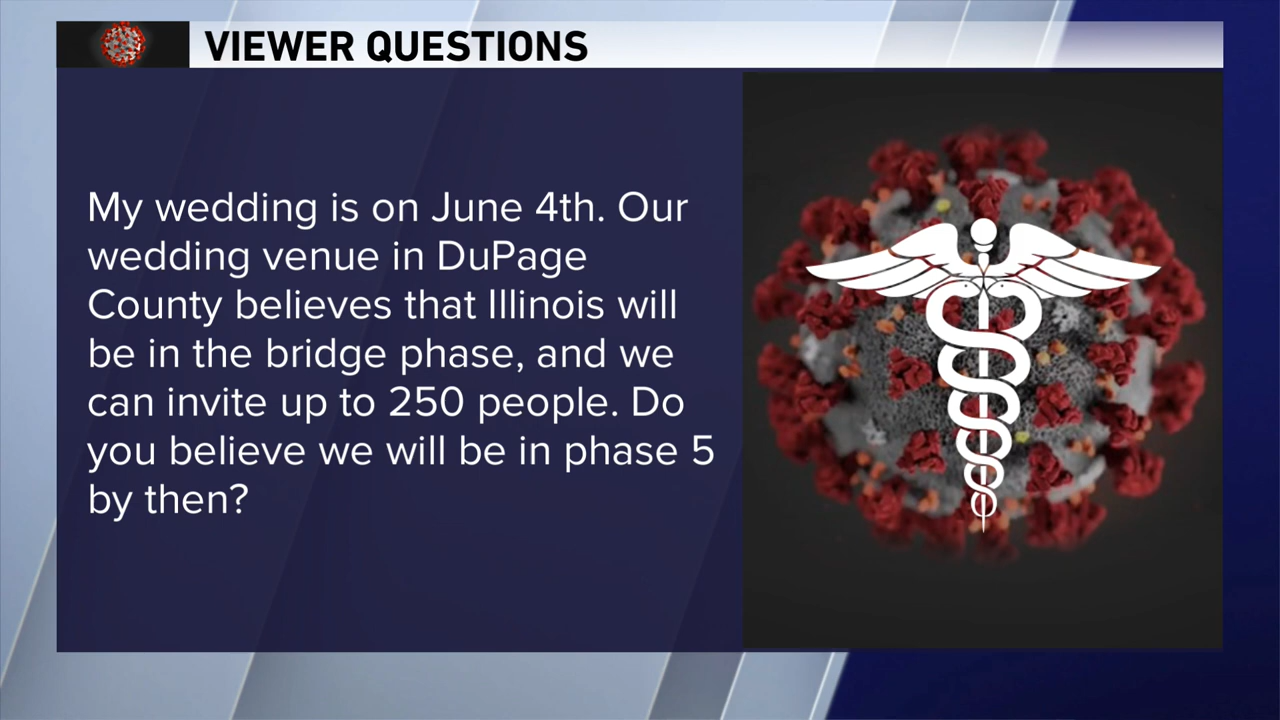 VIEWER QUESTIONS
My wedding is on June 4th. Our
wedding venue in DuPage
County believes that Illinois will
be in the bridge phase, and we
can invite up to 250 people. Do
you believe we will be in phase 5
by then?